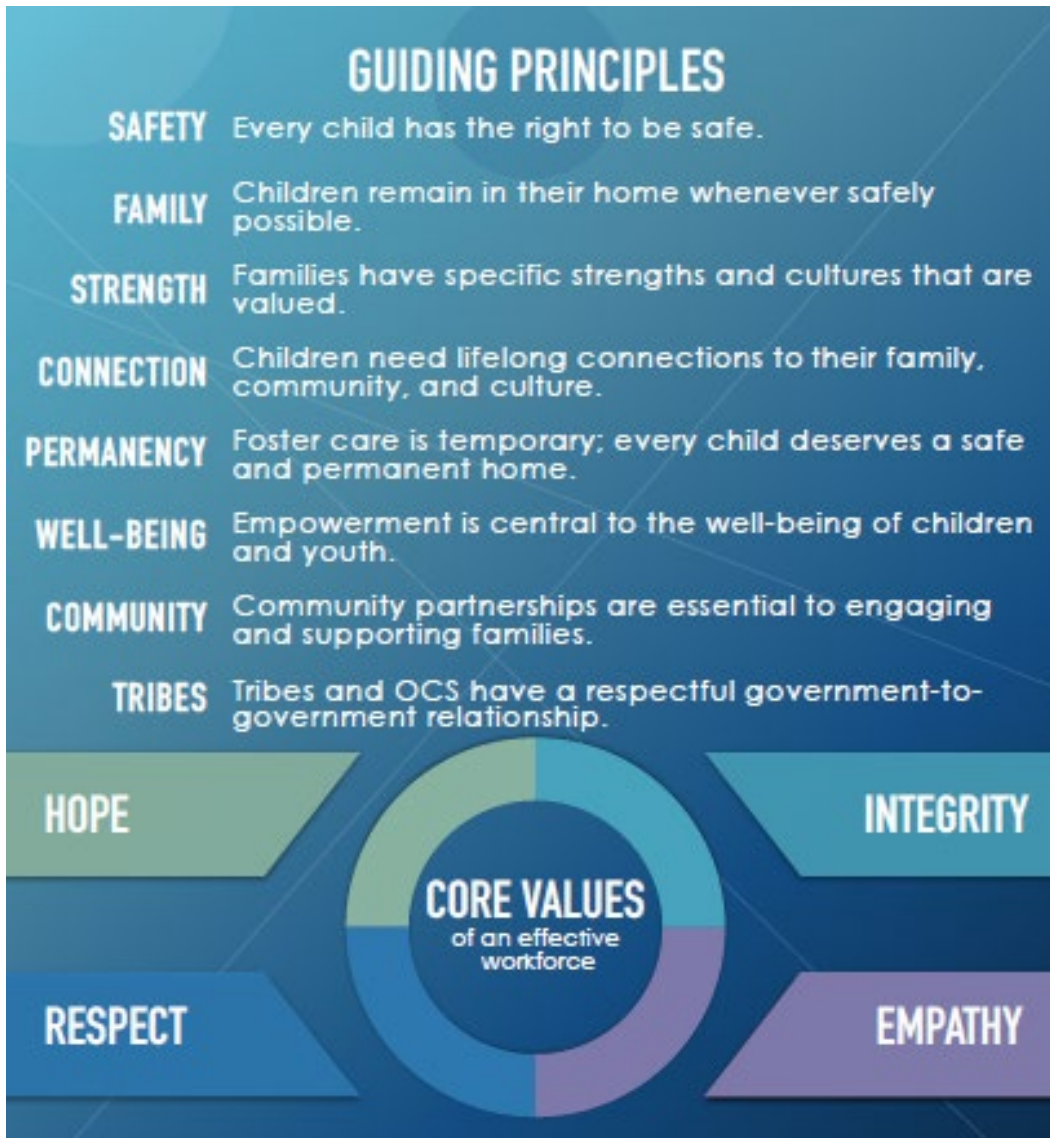 GUIDING PRINCIPLES
SAFETY Every child has the right to be safe.
FAMILY Children remain in their home whenever safely
possible.
STRENGTH Families have specific strengths and cultures that are
valued.
CONNECTION Children need lifelong connections to their family,
community, and culture.
PERMANENCY Foster care is temporary; every child deserves a safe
and permanent home.
WELL-BEING Empowerment is central to the well-being of children
and youth.
COMMUNITY Community partnerships are essential to engaging
and supporting families.
TRIBES Tribes and OCS have a respectful government-to-
government relationship.
HOPE
INTEGRITY
CORE VALUES
of an effective
workforce
RESPECT
EMPATHY